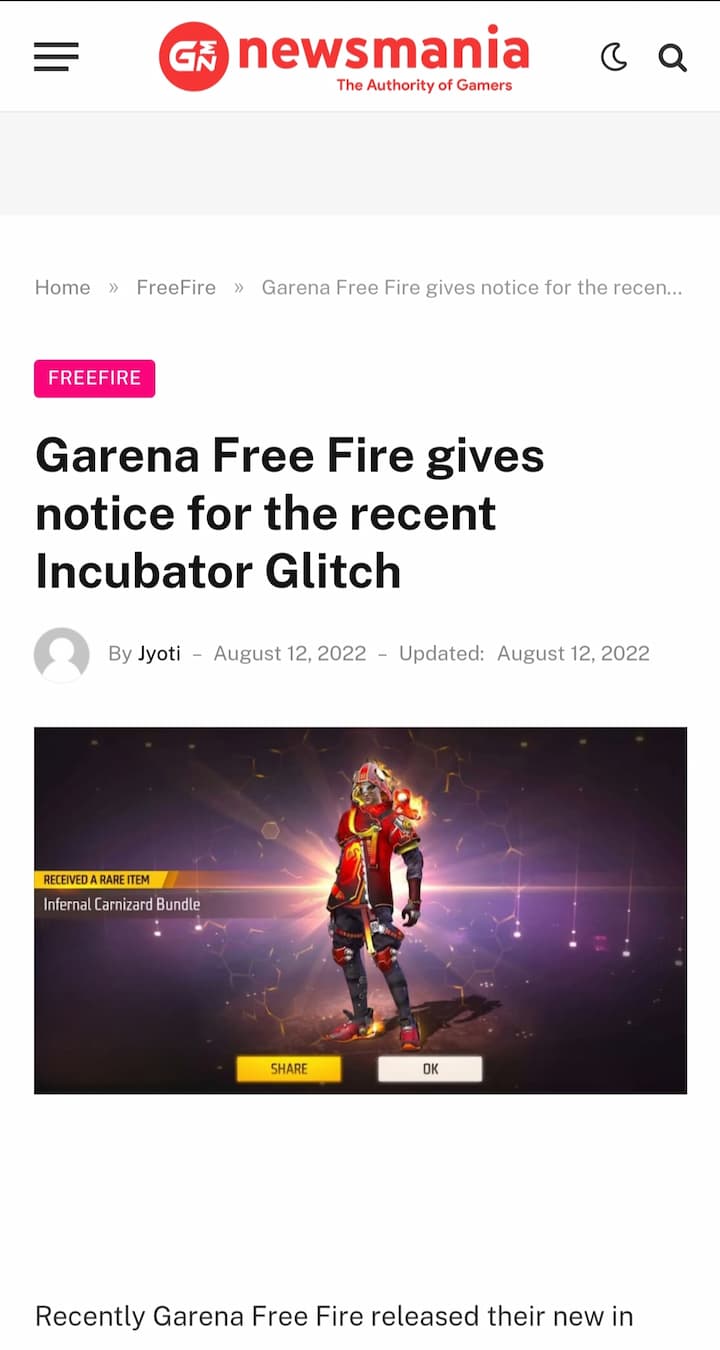 GEN newsmania
The Authority of Gamers
Home » FreeFire » Garena Free Fire gives notice for the recen...
FREEFIRE
Garena Free Fire gives
notice for the recent
Incubator Glitch
By Jyoti – August 12, 2022 – Updated: August 12, 2022
RECEIVED A RARE ITEM
Infernal Carnizard Bundle
SHARE OK
Recently Garena Free Fire released their new in